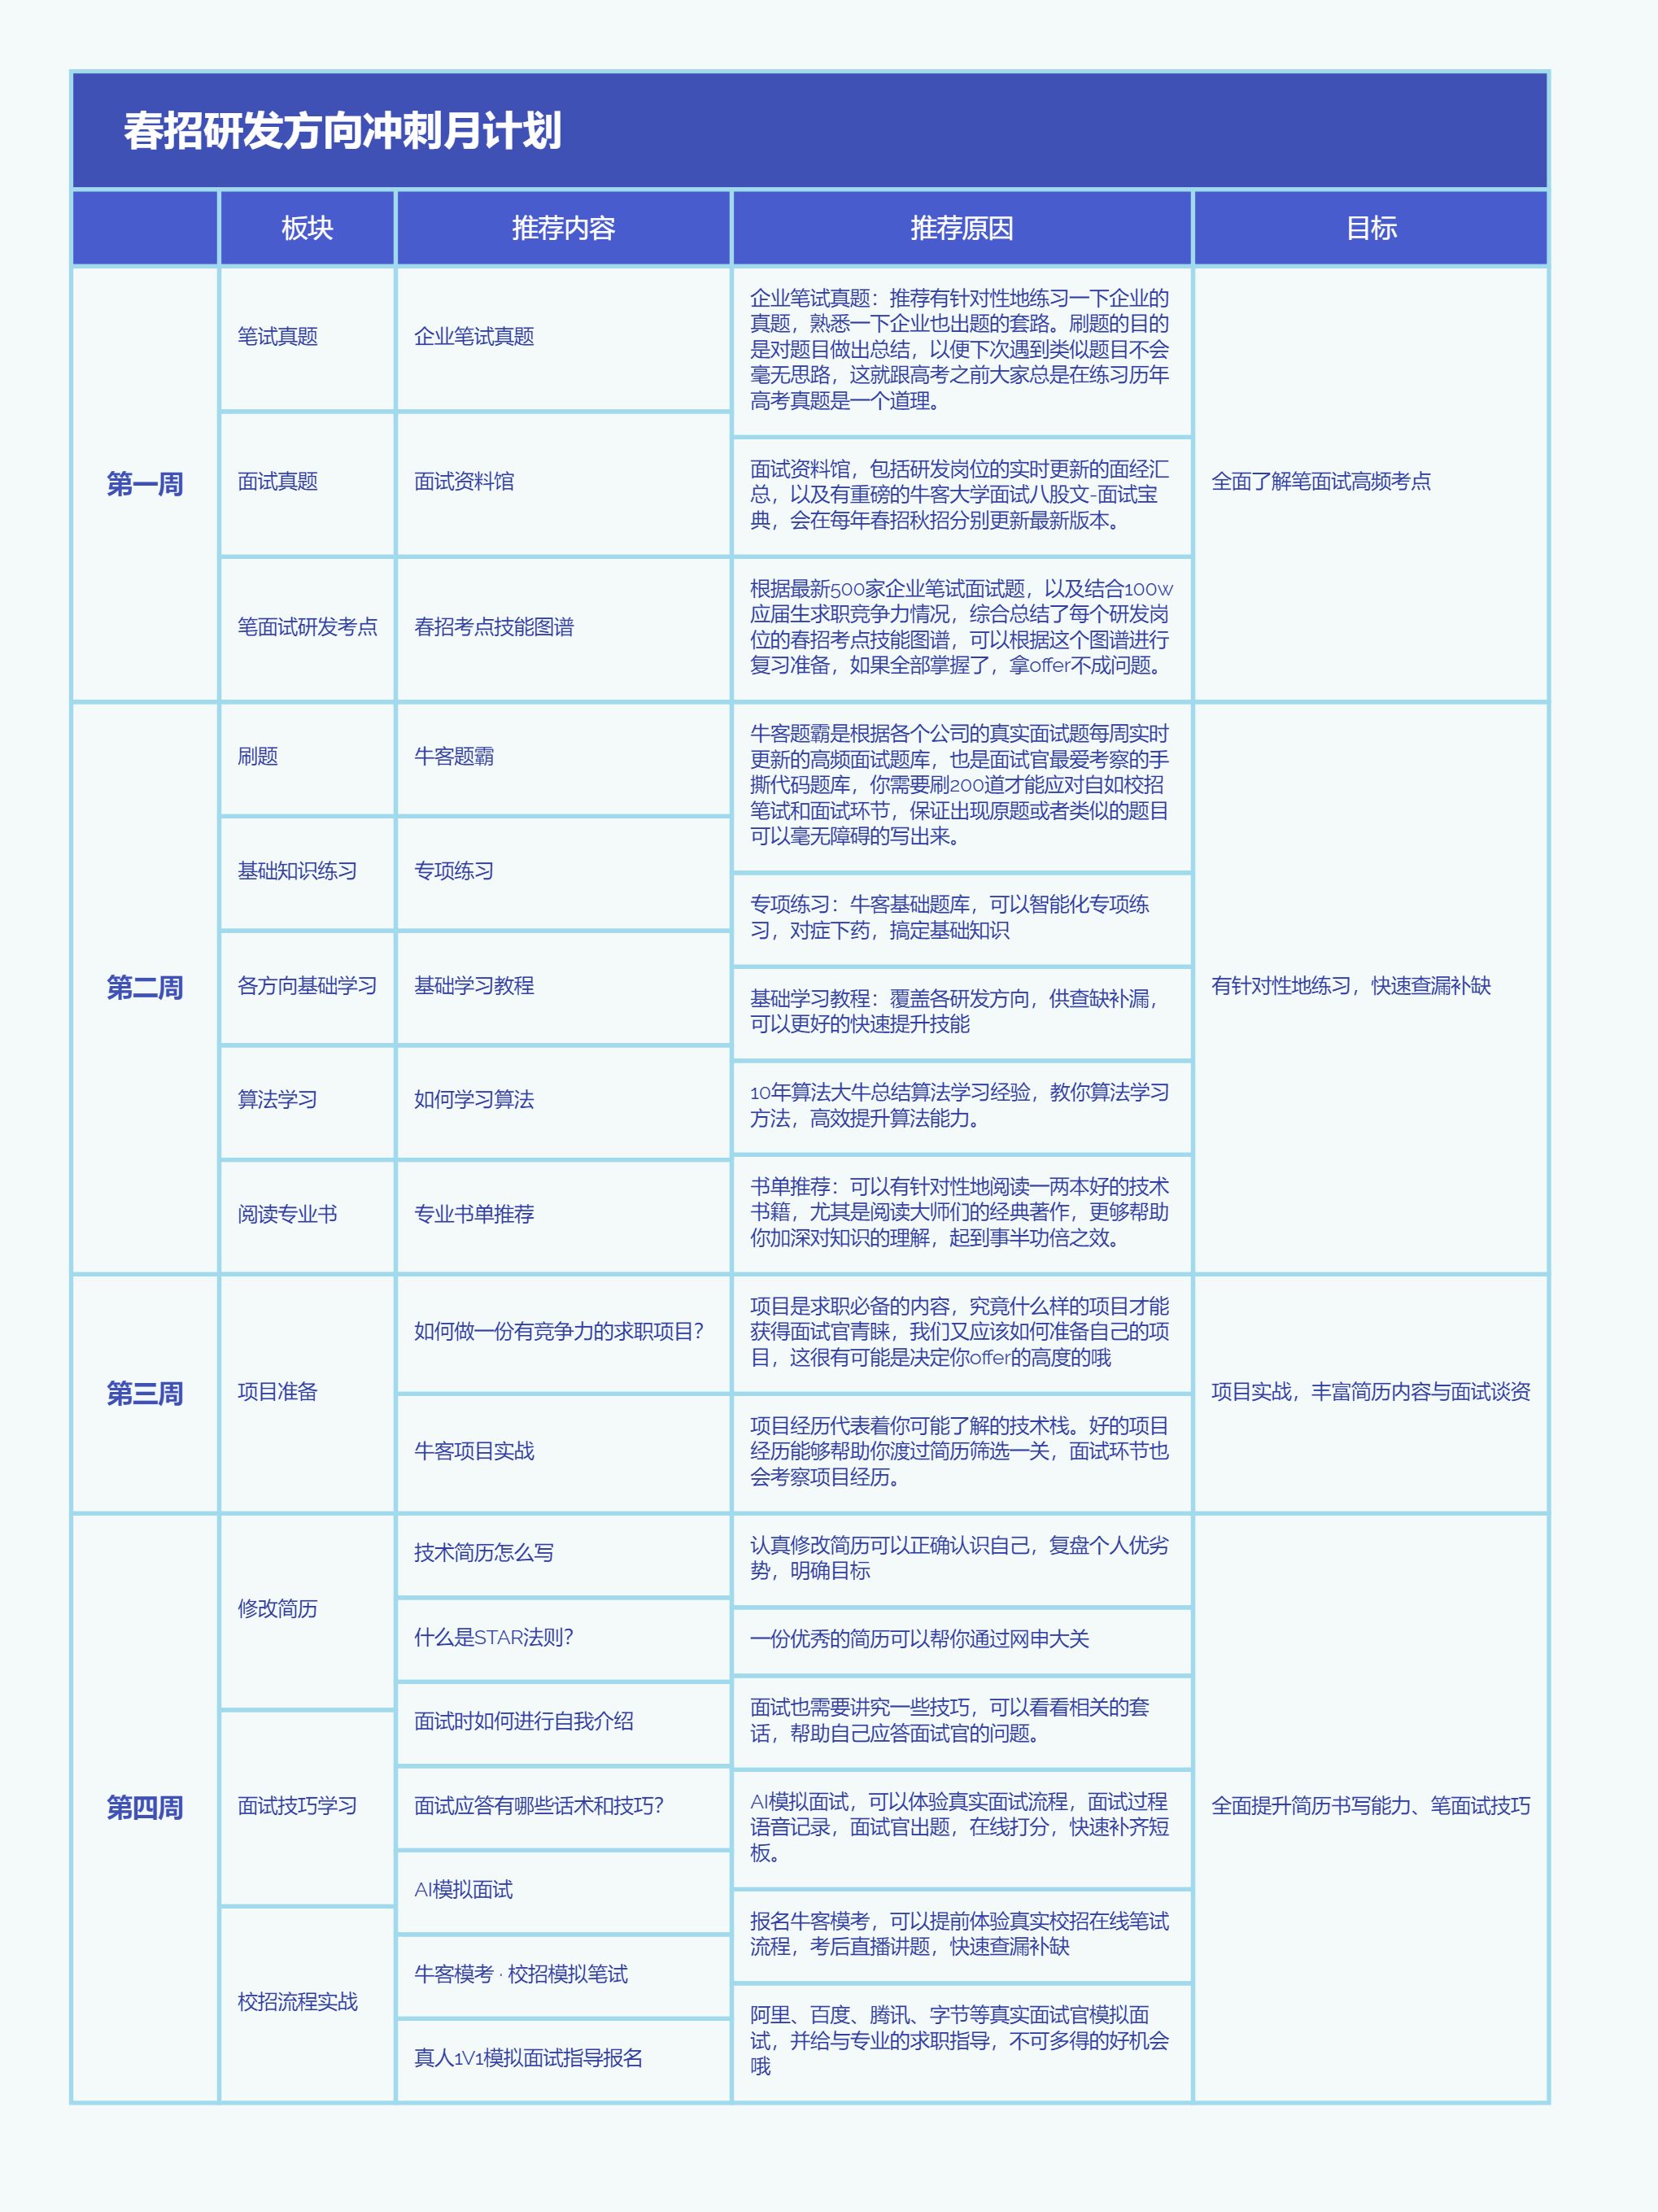 春招研发方向冲刺月计划
板块
推荐内容
推荐原因
目标
第一周
笔试真题
企业笔试真题
企业笔试真题：推荐有针对性地练习一下企业的
真题，熟悉一下企业也出题的套路。刷题的目的
是对题目做出总结，以便下次遇到类似题目不会
毫无思路，这就跟高考之前大家总是在练习历年
高考真题是一个道理。
面试真题
面试资料馆
面试资料馆，包括研发岗位的实时更新的面经汇
总，以及有重磅的牛客大学面试八股文-面试宝
典，会在每年春招秋招分别更新最新版本。
笔面试研发考点
春招考点技能图谱
根据最新500家企业笔试面试题，以及结合100w
应届生求职竞争力情况，综合总结了每个研发岗
位的春招考点技能图谱，可以根据这个图谱进行
复习准备，如果全部掌握了，拿offer不成问题。
全面了解笔面试高频考点
第二周
刷题
牛客题霸
牛客题霸是根据各个公司的真实面试题每周实时
更新的高频面试题库，也是面试官最爱考察的手
撕代码题库，你需要刷200道才能应对自如校招
笔试和面试环节，保证出现原题或者类似的题目
可以毫无障碍的写出来。
基础知识练习
专项练习
专项练习：牛客基础题库，可以智能化专项练
习，对症下药，搞定基础知识
各方向基础学习
基础学习教程
基础学习教程：覆盖各研发方向，供查缺补漏，
可以更好的快速提升技能
算法学习
如何学习算法
10年算法大牛总结算法学习经验，教你算法学习
方法，高效提升算法能力。
阅读专业书
专业书单推荐
书单推荐：可以有针对性地阅读一两本好的技术
书籍，尤其是阅读大师们的经典著作，更够帮助
你加深对知识的理解，起到事半功倍之效。
有针对性地练习，快速查漏补缺
第三周
项目准备
如何做一份有竞争力的求职项目？
项目是求职必备的内容，究竟什么样的项目才能
获得面试官青睐，我们又应该如何准备自己的项
目，这很有可能是决定你offer的高度的哦
牛客项目实战
项目经历代表着你可能了解的技术栈。好的项目
经历能够帮助你渡过简历筛选一关，面试环节也
会考察项目经历。
项目实战，丰富简历内容与面试谈资
第四周
修改简历
面试技巧学习
校招流程实战
技术简历怎么写
什么是STAR法则？
面试时如何进行自我介绍
面试应答有哪些话术和技巧？
AI模拟面试
牛客模考 · 校招模拟笔试
真人1V1模拟面试指导报名
认真修改简历可以正确认识自己，复盘个人优劣
势，明确目标
一份优秀的简历可以帮你通过网申大关
面试也需要讲究一些技巧，可以看看相关的套
话，帮助自己应答面试官的问题。
AI模拟面试，可以体验真实面试流程，面试过程
语音记录，面试官出题，在线打分，快速补齐短
板。
报名牛客模考，可以提前体验真实校招在线笔试
流程，考后直播讲题，快速查漏补缺
阿里、百度、腾讯、字节等真实面试官模拟面
试，并给与专业的求职指导，不可多得的好机会
哦
全面提升简历书写能力、笔面试技巧